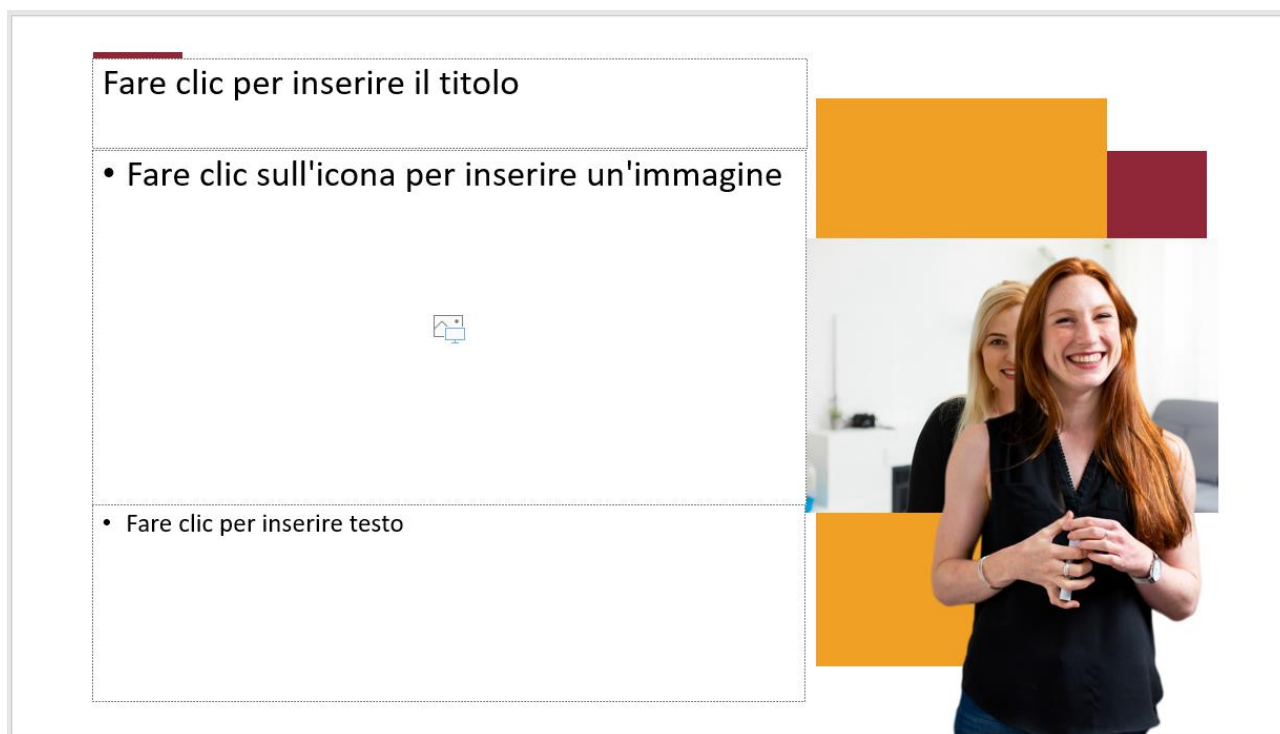 Fare clic per inserire il titolo
• Fare clic sull'icona per inserire un'immagine
• Fare clic per inserire testo